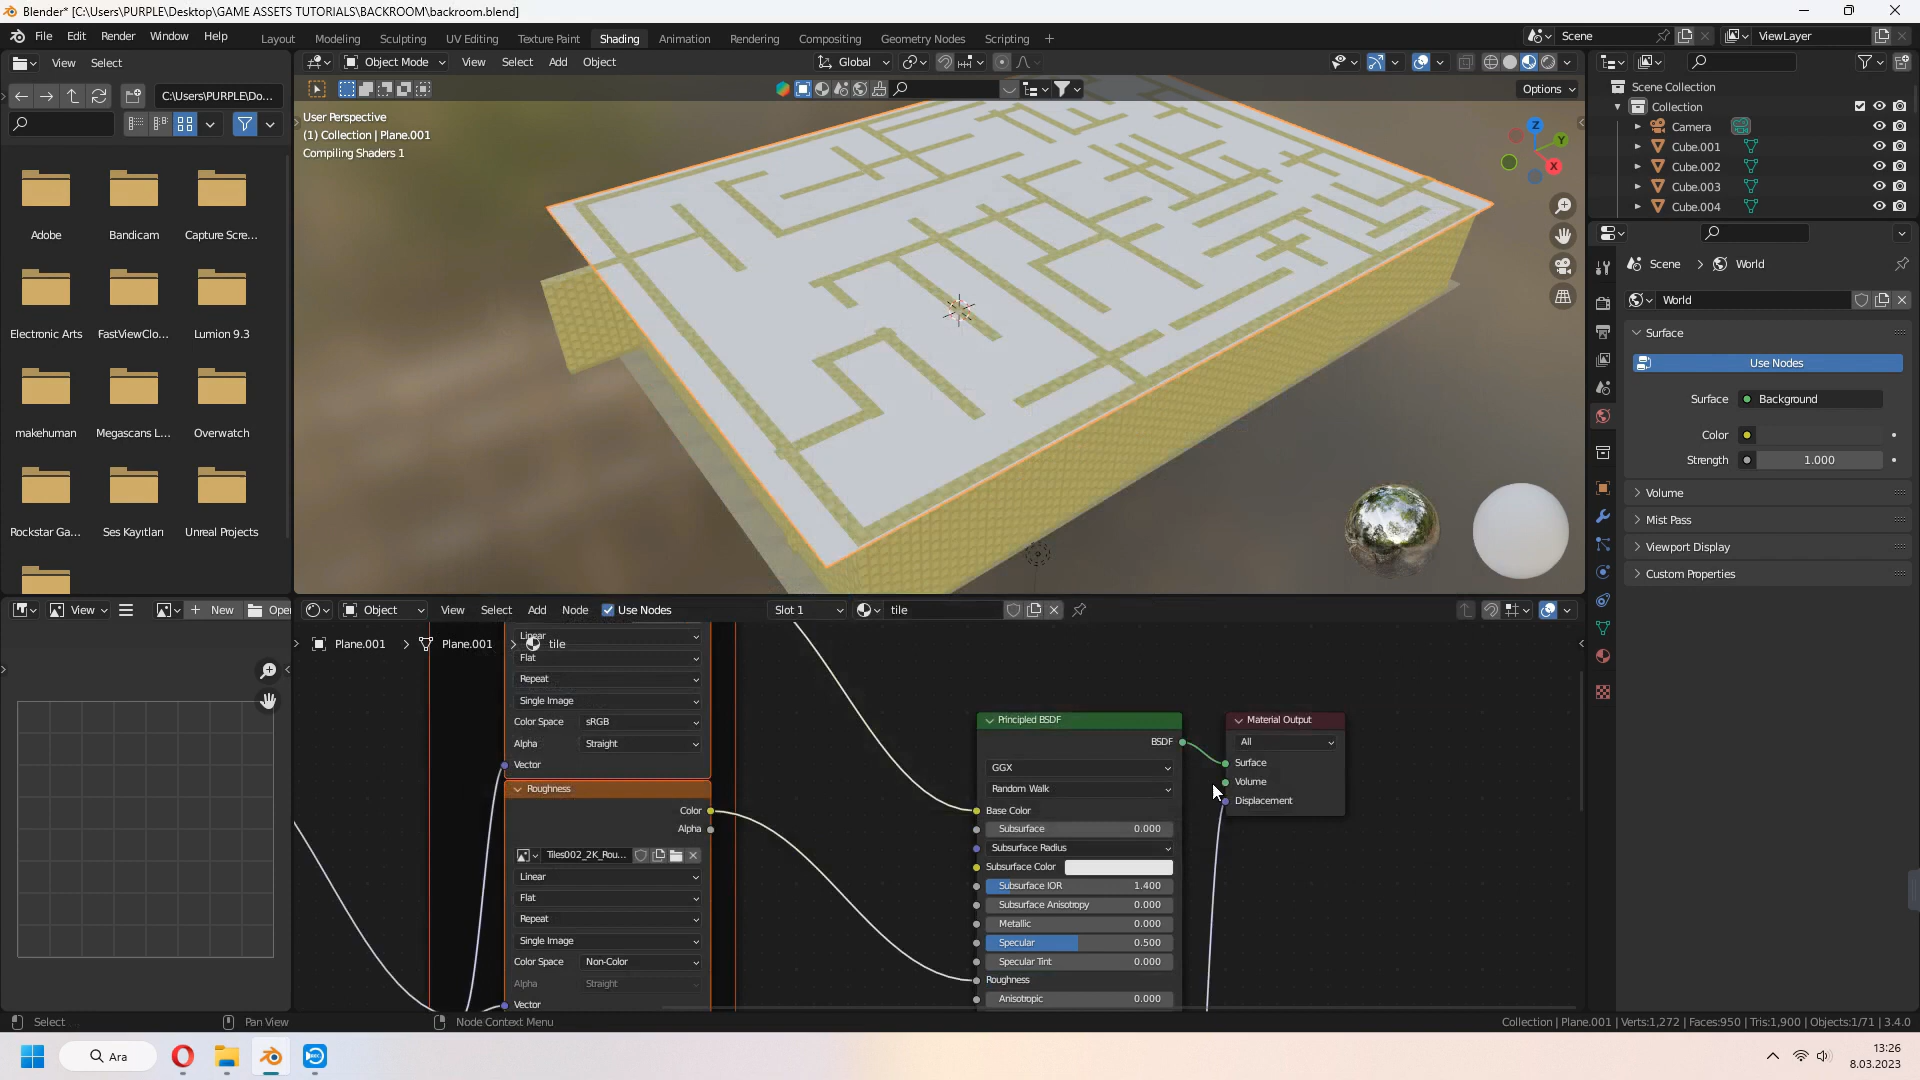 Blender* [C:\Users\PURPLE\Desktop\GAME ASSETS TUTORIALS\BACKROOM\backroom.blend]
File Edit Render Window Help
Layout Modeling Sculpting UV Editing Texture Paint Shading Animation Rendering Compositing Geometry Nodes Scripting +
Scene
ViewLayer
View Select
Object Mode View Select Add Object
Global
C:\Users\PURPLE\Do...
Options
User Perspective
(1) Collection | Plane.001
Compiling Shaders 1
Z
Y
X
Adobe Bandicam Capture Scre...
Electronic Arts FastViewClo... Lumion 9.3
makehuman Megascans L... Overwatch
Rockstar Ga... Ses Kayıtları Unreal Projects
Scene Collection
Collection
Camera
Cube.001
Cube.002
Cube.003
Cube.004
Scene > World
World
Surface
Use Nodes
Surface Background
Color
Strength 1.000
Volume
Mist Pass
Viewport Display
Custom Properties
View
New
Open
Object View Select Add Node Use Nodes Slot 1 tile
Plane.001 > Plane.001 > tile
Linear
Flat
Repeat
Single Image
Color Space sRGB
Alpha Straight
Vector
Roughness
Color
Alpha
Tiles002_2K_Rou...
Linear
Flat
Repeat
Single Image
Color Space Non-Color
Alpha Straight
Vector
Principled BSDF
BSDF
GGX
Random Walk
Base Color
Subsurface 0.000
Subsurface Radius
Subsurface Color
Subsurface IOR 1.400
Subsurface Anisotropy 0.000
Metallic 0.000
Specular 0.500
Specular Tint 0.000
Roughness
Anisotropic 0.000
Material Output
All
Surface
Volume
Displacement
Select
Pan View
Node Context Menu
Collection | Plane.001 | Verts:1,272 | Faces:950 | Tris:1,900 | Objects:1/71 | 3.4.0
Ara
13:26
8.03.2023